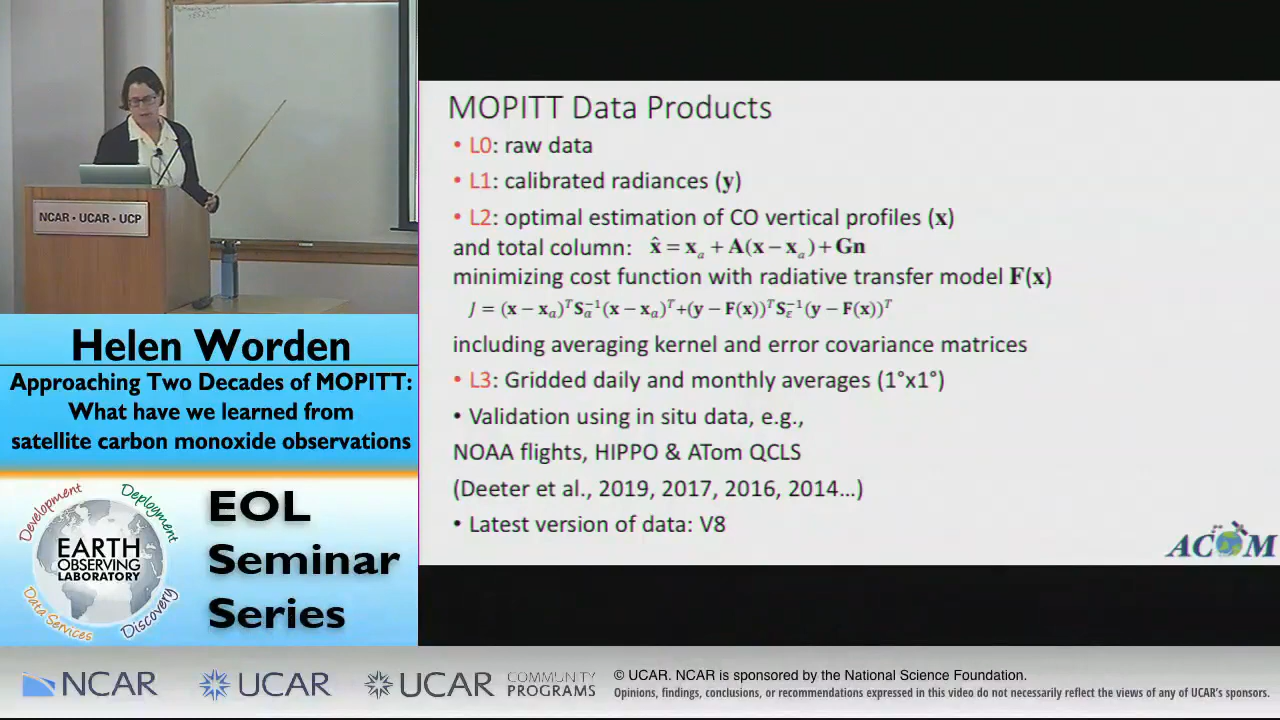 NCAR • UCAR • UCP
Helen Worden
Approaching Two Decades of MOPITT:
What have we learned from
satellite carbon monoxide observations
Development
Deployment
EARTH
OBSERVING
LABORATORY
Data Services
Discovery
EOL
Seminar
Series
MOPITT Data Products
• L0: raw data
• L1: calibrated radiances (y)
• L2: optimal estimation of CO vertical profiles (x)
and total column: x̂ = xₐ + A(x − xₐ) + Gn
minimizing cost function with radiative transfer model F(x)
J = (x − xₐ)ᵀSₐ⁻¹(x − xₐ)ᵀ+(y − F(x))ᵀSε⁻¹(y − F(x))ᵀ
including averaging kernel and error covariance matrices
• L3: Gridded daily and monthly averages (1°x1°)
• Validation using in situ data, e.g.,
NOAA flights, HIPPO & ATom QCLS
(Deeter et al., 2019, 2017, 2016, 2014…)
• Latest version of data: V8
ACOM
NCAR
UCAR
UCAR
COMMUNITY
PROGRAMS
© UCAR. NCAR is sponsored by the National Science Foundation.
Opinions, findings, conclusions, or recommendations expressed in this video do not necessarily reflect the views of any of UCAR's sponsors.